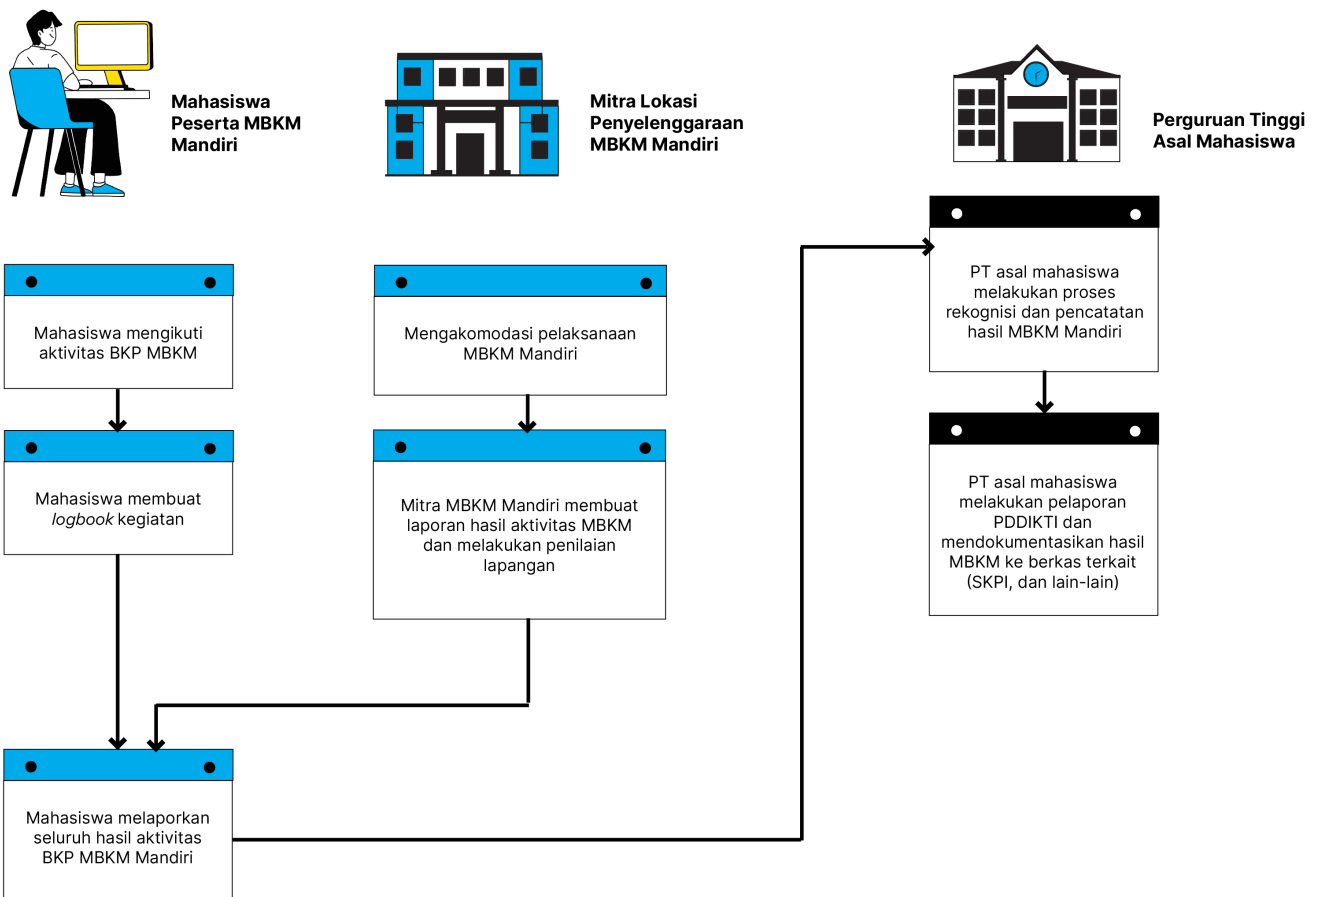 Mahasiswa
Peserta MBKM
Mandiri
Mitra Lokasi
Penyelenggaraan
MBKM Mandiri
Perguruan Tinggi
Asal Mahasiswa
Mahasiswa mengikuti
aktivitas BKP MBKM
Mahasiswa membuat
logbook kegiatan
Mahasiswa melaporkan
seluruh hasil aktivitas
BKP MBKM Mandiri
Mengakomodasi pelaksanaan
MBKM Mandiri
Mitra MBKM Mandiri membuat
laporan hasil aktivitas MBKM
dan melakukan penilaian
lapangan
PT asal mahasiswa
melakukan proses
rekognisi dan pencatatan
hasil MBKM Mandiri
PT asal mahasiswa
melakukan pelaporan
PDDIKTI dan
mendokumentasikan hasil
MBKM ke berkas terkait
(SKPI, dan lain-lain)